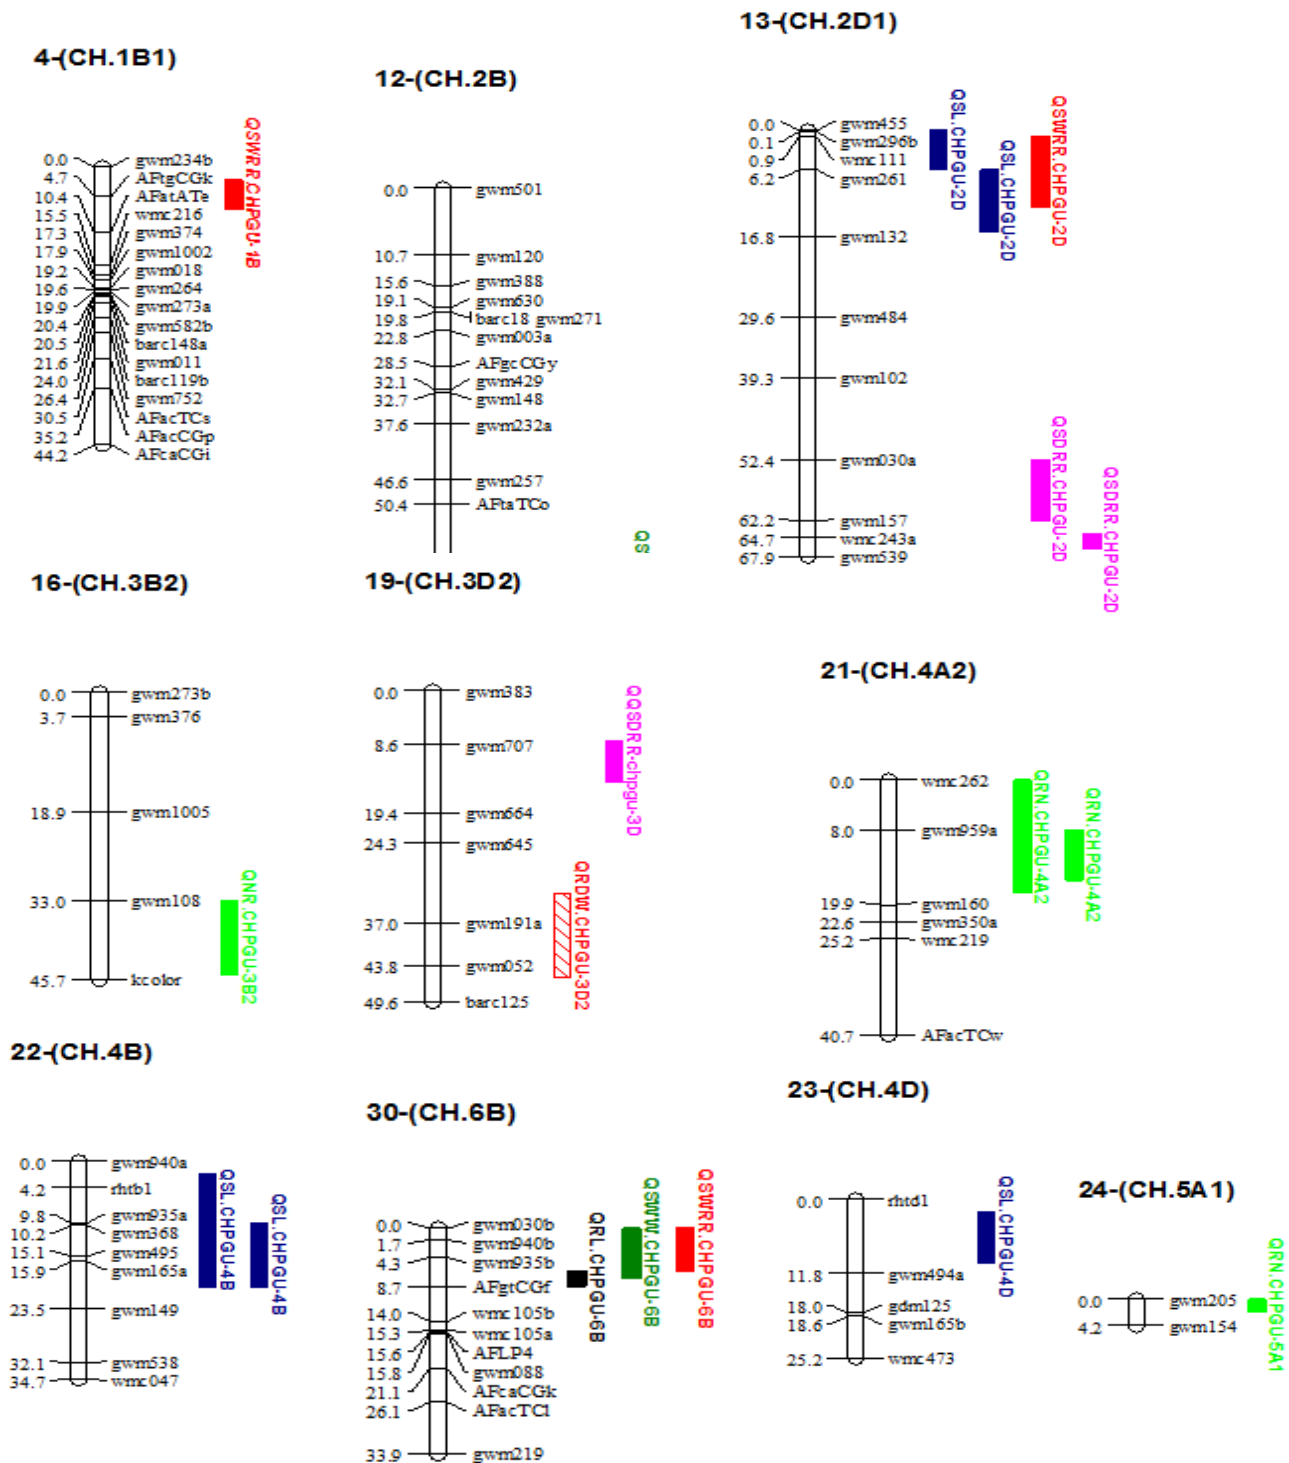 4-(CH.1B1)
0.0 gwm234b
4.7 AFtgCGk
10.4 AFatATe
15.5 wmc216
17.3 gwm374
17.9 gwm1002
19.2 gwm018
19.6 gwm264
19.9 gwm273a
20.4 gwm582b
20.5 barc148a
21.6 gwm011
24.0 barc119b
26.4 gwm752
30.5 AFacTCs
35.2 AFacCGp
44.2 AFcaCGi
QSWRR.CHPGU-1B
12-(CH.2B)
0.0 gwm501
10.7 gwm120
15.6 gwm388
19.1 gwm630
19.8 barc18 gwm271
22.8 gwm003a
28.5 AFgcCGy
32.1 gwm429
32.7 gwm148
37.6 gwm232a
46.6 gwm257
50.4 AFtaTCo
QS
13-(CH.2D1)
0.0 gwm455
0.1 gwm296b
0.9 wmc111
6.2 gwm261
16.8 gwm132
29.6 gwm484
39.3 gwm102
52.4 gwm030a
62.2 gwm157
64.7 wmc243a
67.9 gwm539
QSL.CHPGU-2D
QSL.CHPGU-2D
QSWRR.CHPGU-2D
QSDRR.CHPGU-2D
QSDRR.CHPGU-2D
16-(CH.3B2)
0.0 gwm273b
3.7 gwm376
18.9 gwm1005
33.0 gwm108
45.7 kcolor
QNR.CHPGU-3B2
19-(CH.3D2)
0.0 gwm383
8.6 gwm707
19.4 gwm664
24.3 gwm645
37.0 gwm191a
43.8 gwm052
49.6 barc125
QQSDRR-chpgu-3D
QRDW.CHPGU-3D2
21-(CH.4A2)
0.0 wmc262
8.0 gwm959a
19.9 gwm160
22.6 gwm350a
25.2 wmc219
40.7 AFacTCw
QRN.CHPGU-4A2
QRN.CHPGU-4A2
22-(CH.4B)
0.0 gwm940a
4.2 rhtb1
9.8 gwm935a
10.2 gwm368
15.1 gwm495
15.9 gwm165a
23.5 gwm149
32.1 gwm538
34.7 wmc047
QSL.CHPGU-4B
QSL.CHPGU-4B
30-(CH.6B)
0.0 gwm030b
1.7 gwm940b
4.3 gwm935b
8.7 AFgtCGf
14.0 wmc105b
15.3 wmc105a
15.6 AFLP4
15.8 gwm088
21.1 AFcaCGk
26.1 AFacTCl
33.9 gwm219
QRL.CHPGU-6B
QSWW.CHPGU-6B
QSWRR.CHPGU-6B
23-(CH.4D)
0.0 rhtd1
11.8 gwm494a
18.0 gdm125
18.6 gwm165b
25.2 wmc473
QSL.CHPGU-4D
24-(CH.5A1)
0.0 gwm205
4.2 gwm154
QRN.CHPGU-5A1